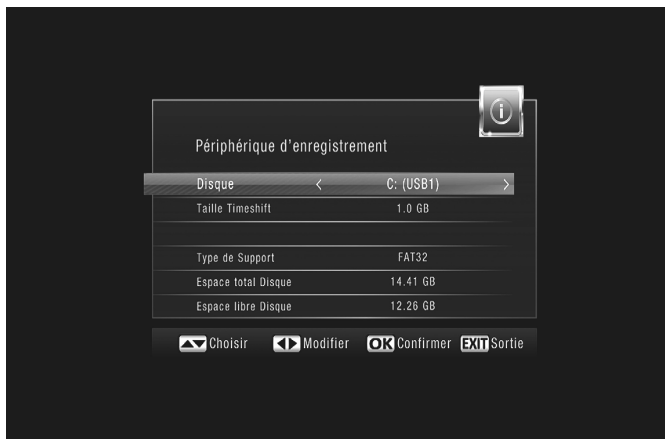 Périphérique d'enregistrement
Disque < C: (USB1) >
Taille Timeshift 1.0 GB
Type de Support FAT32
Espace total Disque 14.41 GB
Espace libre Disque 12.26 GB
Choisir Modifier OK Confirmer EXIT Sortie